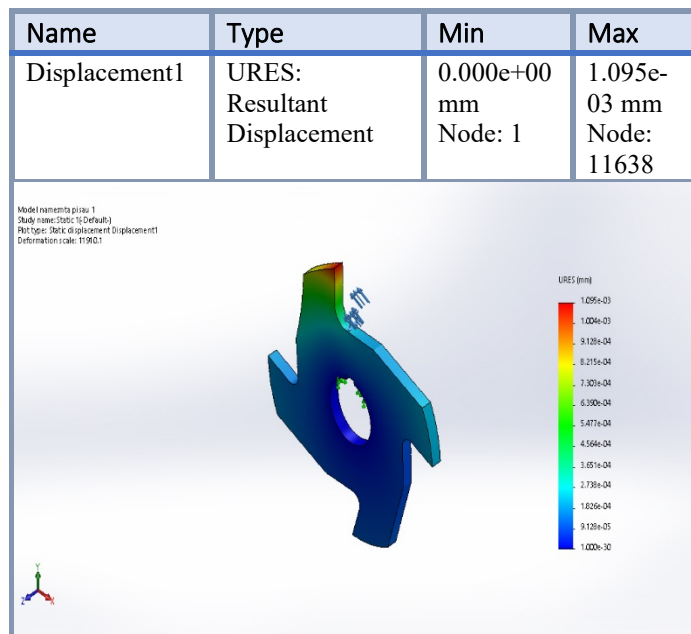 Name Type Min Max
Displacement1 URES: 0.000e+00 1.095e-
Resultant mm 03 mm
Displacement Node: 1 Node:
11638
Model name:mta pisau 1
Study name: Static 1(-Default-)
Plot type: Static displacement Displacement1
Deformation scale: 11910.1
URES (mm)
1.095e-03
1.004e-03
9.128e-04
8.215e-04
7.303e-04
6.390e-04
5.477e-04
4.564e-04
3.651e-04
2.738e-04
1.826e-04
9.128e-05
1.000e-30
Y
Z X